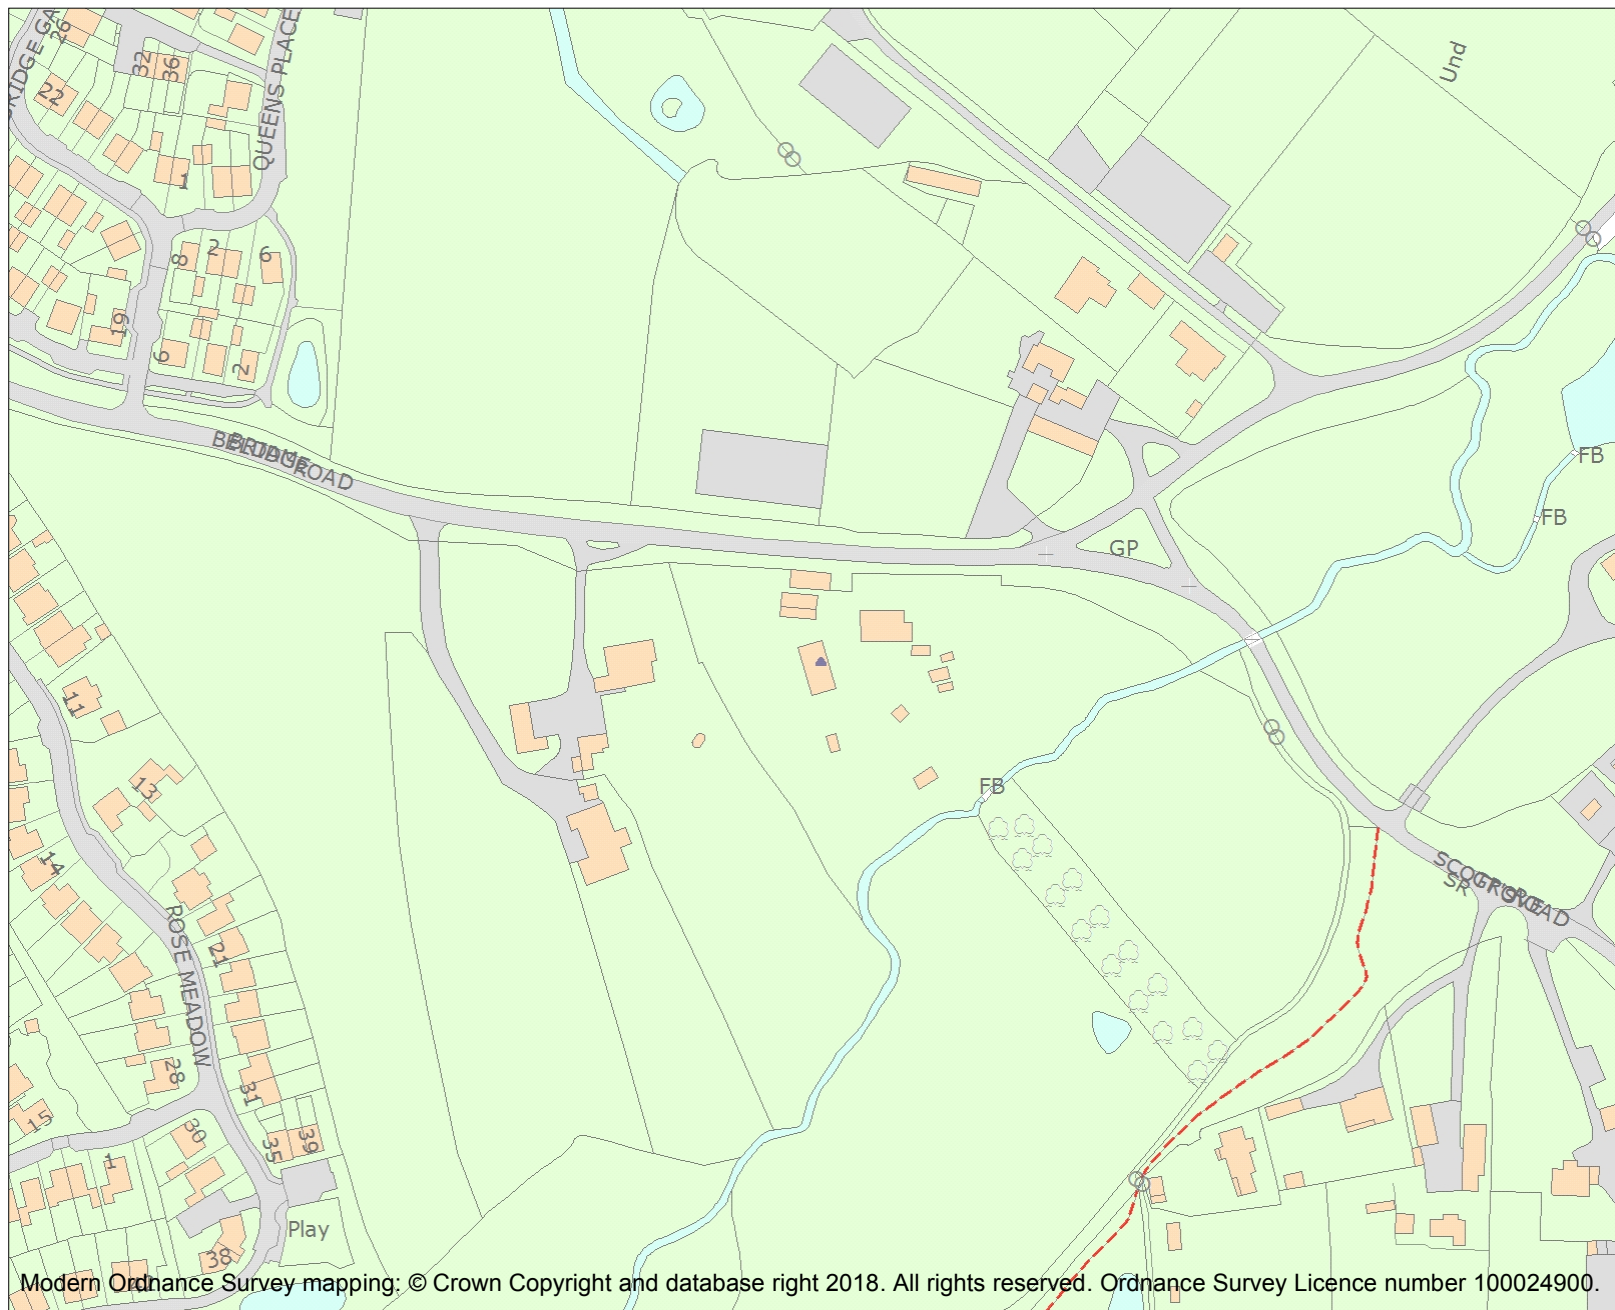 26
32
36
QUEENS PLACE
22
1
Und
8
2
6
19
6
2
ROAD
FB
FB
GP
11
13
FB
14
ROSE MEADOW
21
SR
28
31
15
30
35
39
1
Play
38
Modern Ordnance Survey mapping: © Crown Copyright and database right 2018. All rights reserved. Ordnance Survey Licence number 100024900.